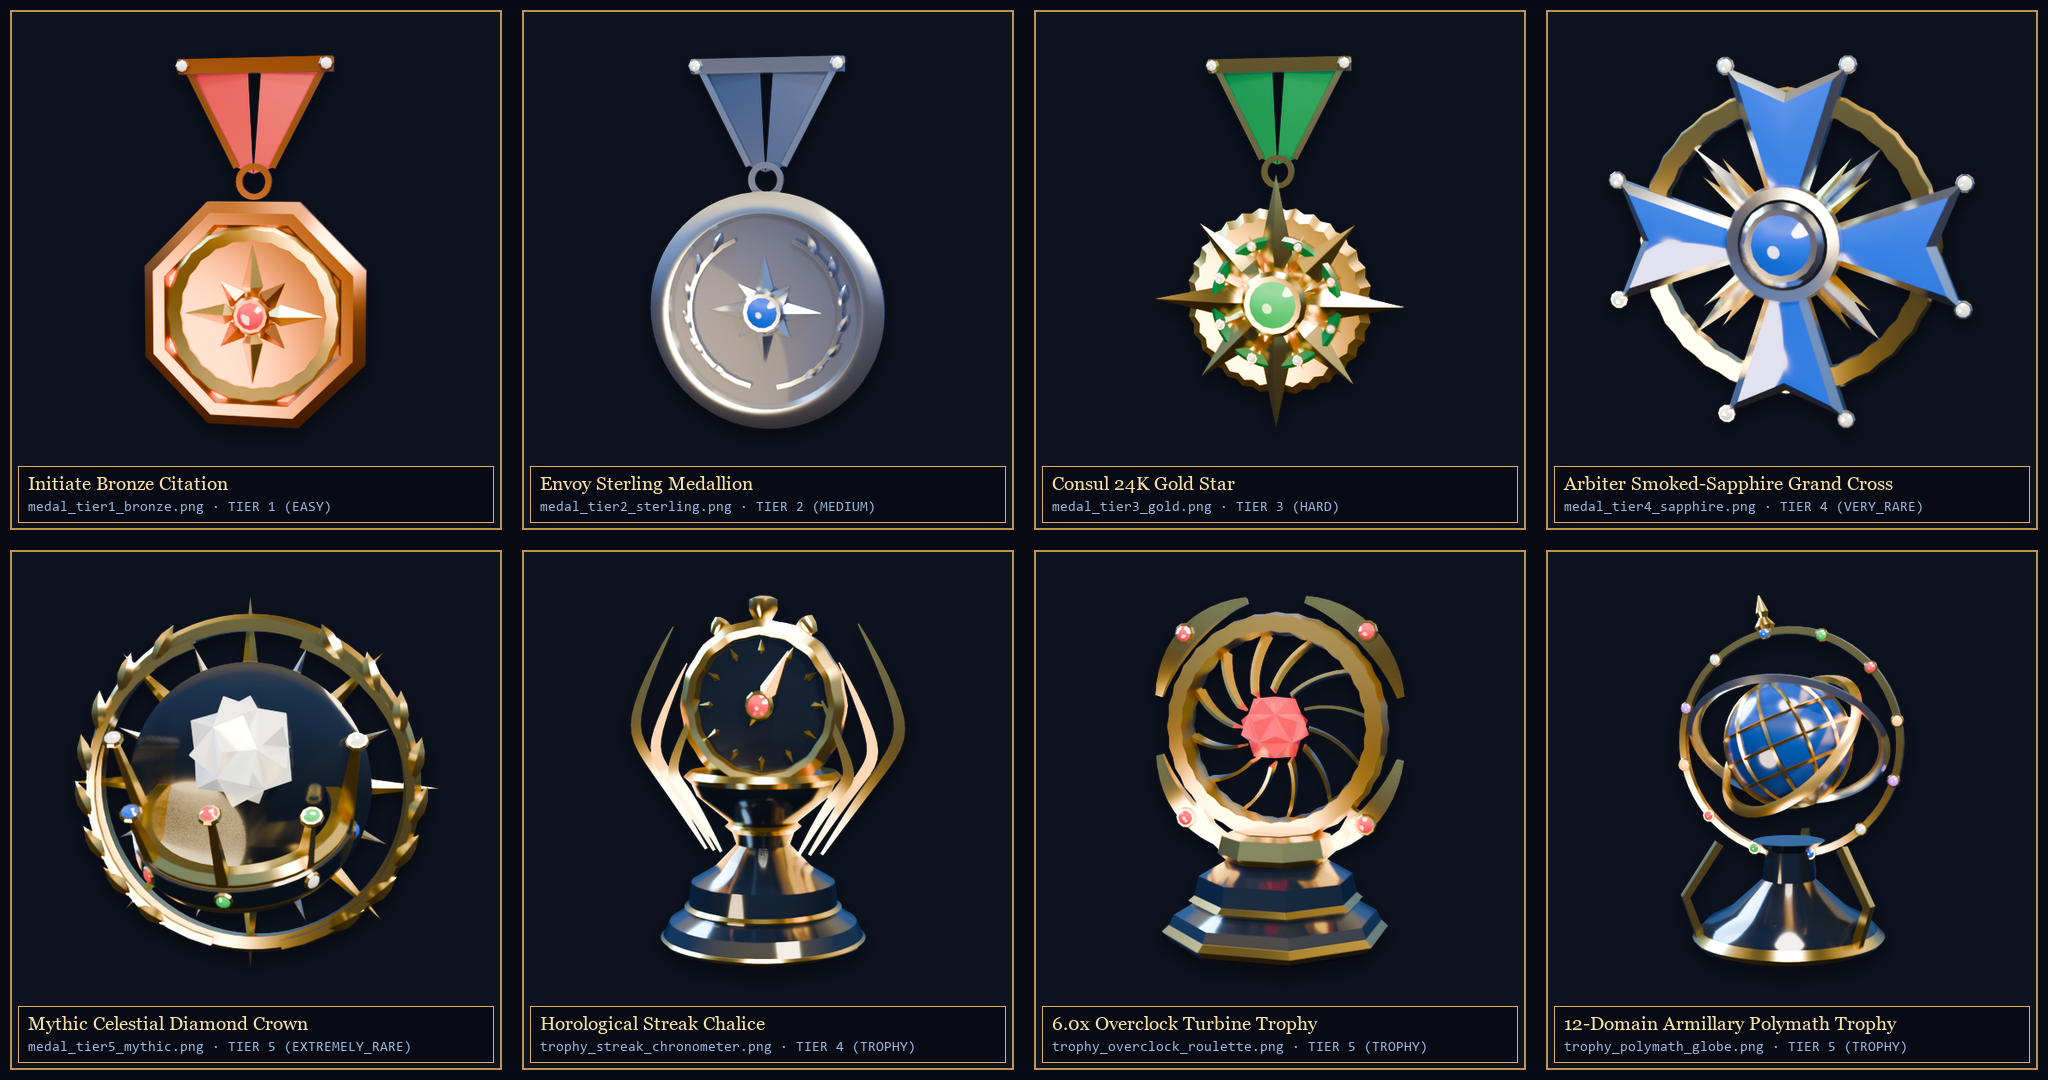 Initiate Bronze Citation
medal_tier1_bronze.png · TIER 1 (EASY)
Envoy Sterling Medallion
medal_tier2_sterling.png · TIER 2 (MEDIUM)
Consul 24K Gold Star
medal_tier3_gold.png · TIER 3 (HARD)
Arbiter Smoked-Sapphire Grand Cross
medal_tier4_sapphire.png · TIER 4 (VERY_RARE)
Mythic Celestial Diamond Crown
medal_tier5_mythic.png · TIER 5 (EXTREMELY_RARE)
Horological Streak Chalice
trophy_streak_chronometer.png · TIER 4 (TROPHY)
6.0x Overclock Turbine Trophy
trophy_overclock_roulette.png · TIER 5 (TROPHY)
12-Domain Armillary Polymath Trophy
trophy_polymath_globe.png · TIER 5 (TROPHY)